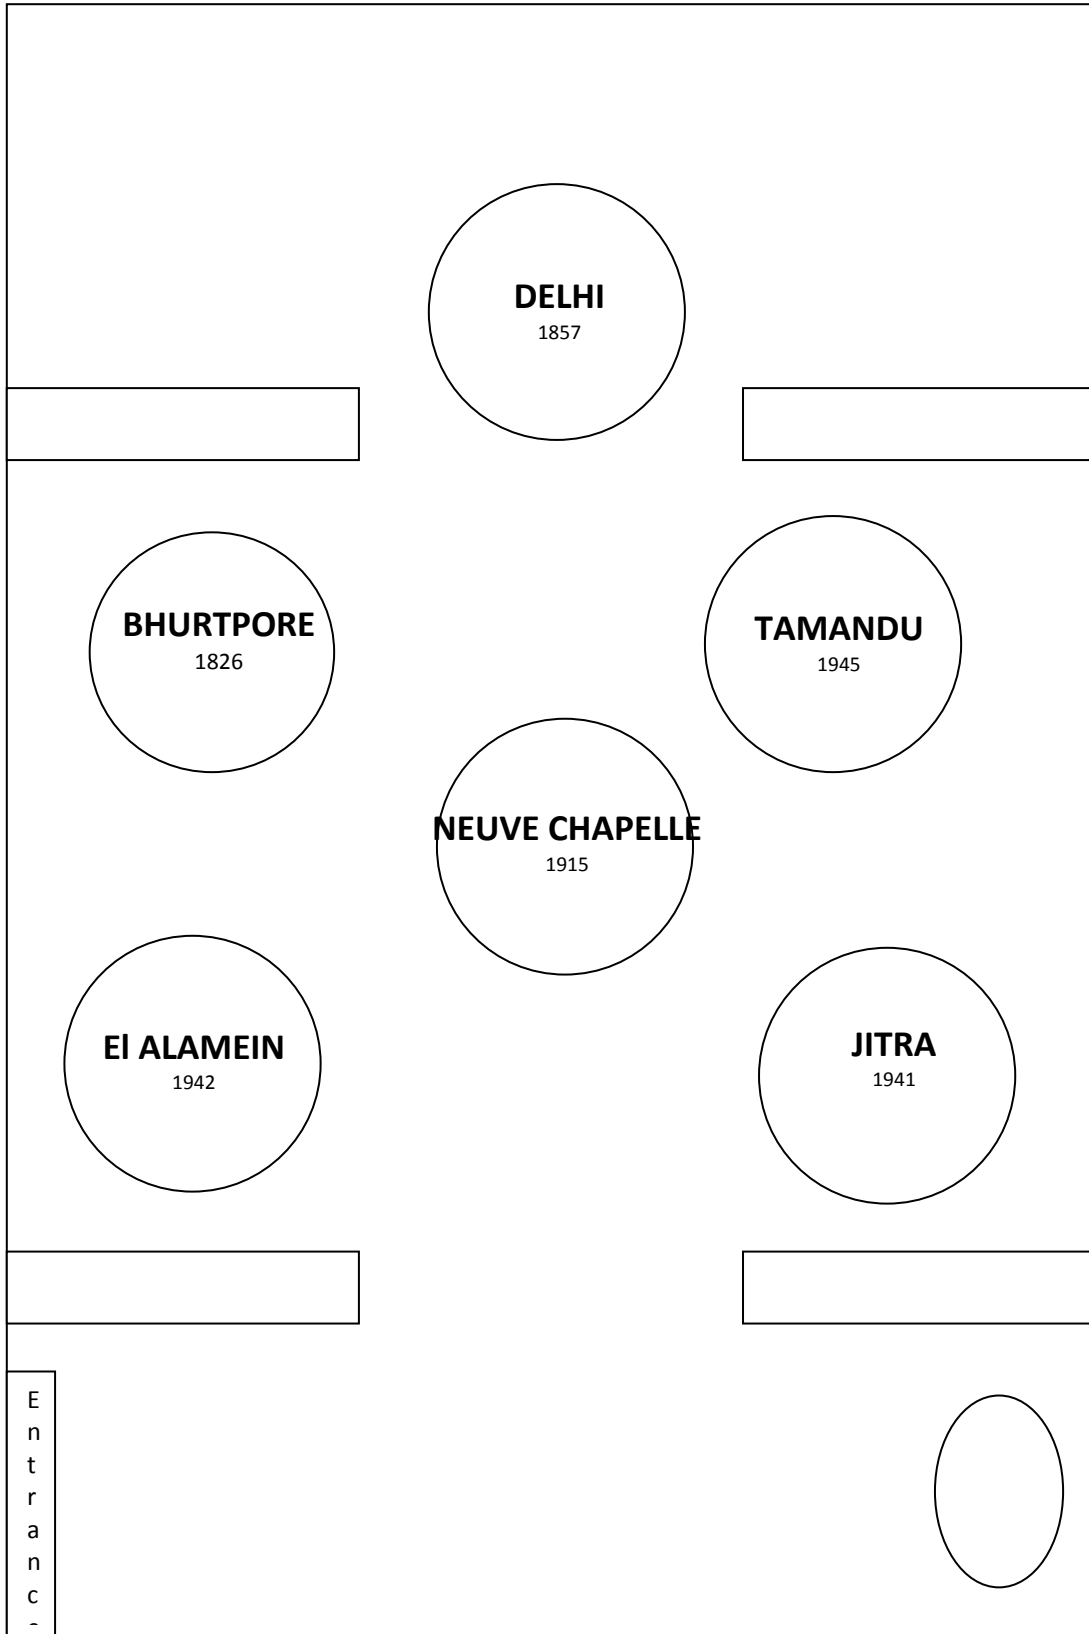 DELHI
1857
BHURTPORE
1826
TAMANDU
1945
NEUVE CHAPELLE
1915
El ALAMEIN
1942
JITRA
1941
E
n
t
r
a
n
c